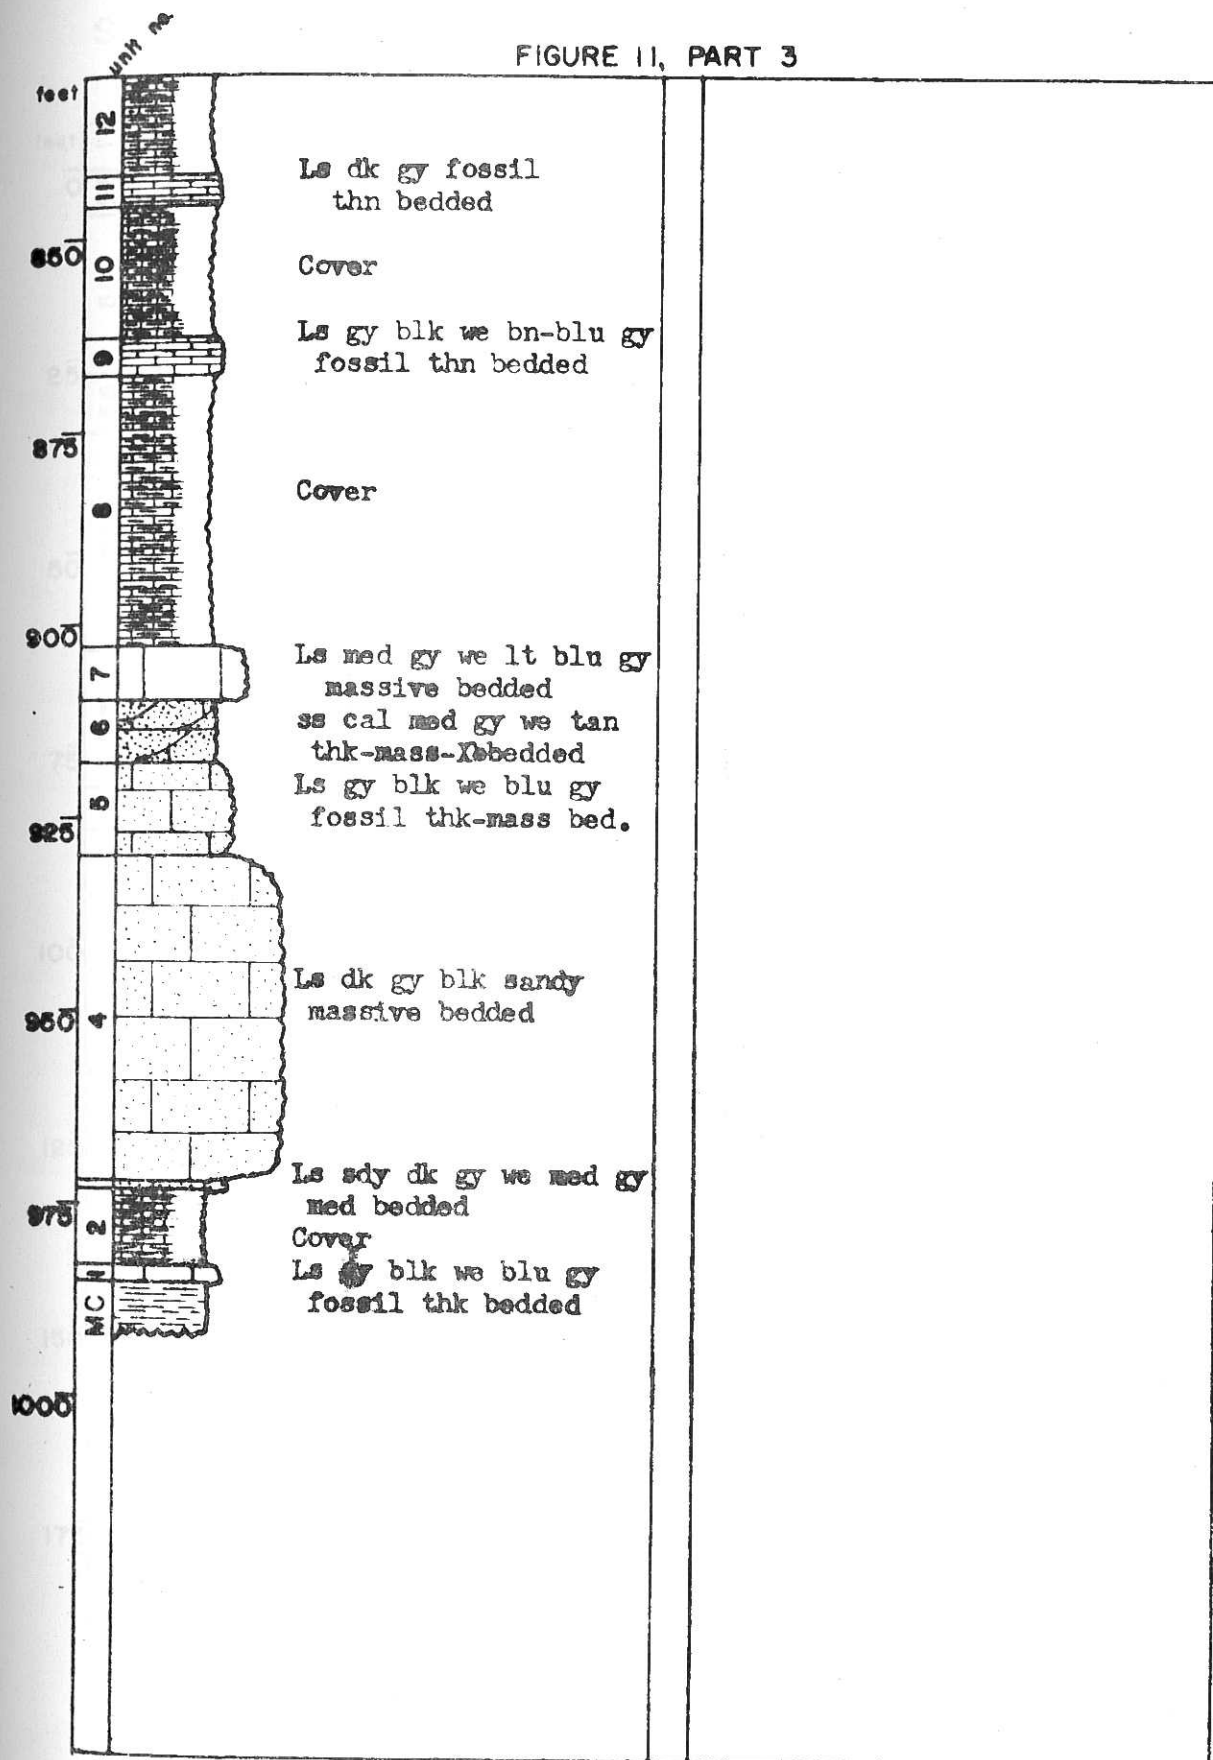 unit no.
FIGURE 11, PART 3
feet
12
Ls dk gy fossil
thn bedded
11
850
10
Cover
Ls gy blk we bn-blu gy
fossil thn bedded
9
875
Cover
8
900
Ls med gy we lt blu gy
massive bedded
7
ss cal med gy we tan
thk-mass-Xbbedded
6
Ls gy blk we blu gy
fossil thk-mass bed.
5
925
Ls dk gy blk sandy
massive bedded
950
4
Ls sdy dk gy we med gy
med bedded
975
2
Cover
Ls gy blk we blu gy
fossil thk bedded
1
MC
1000